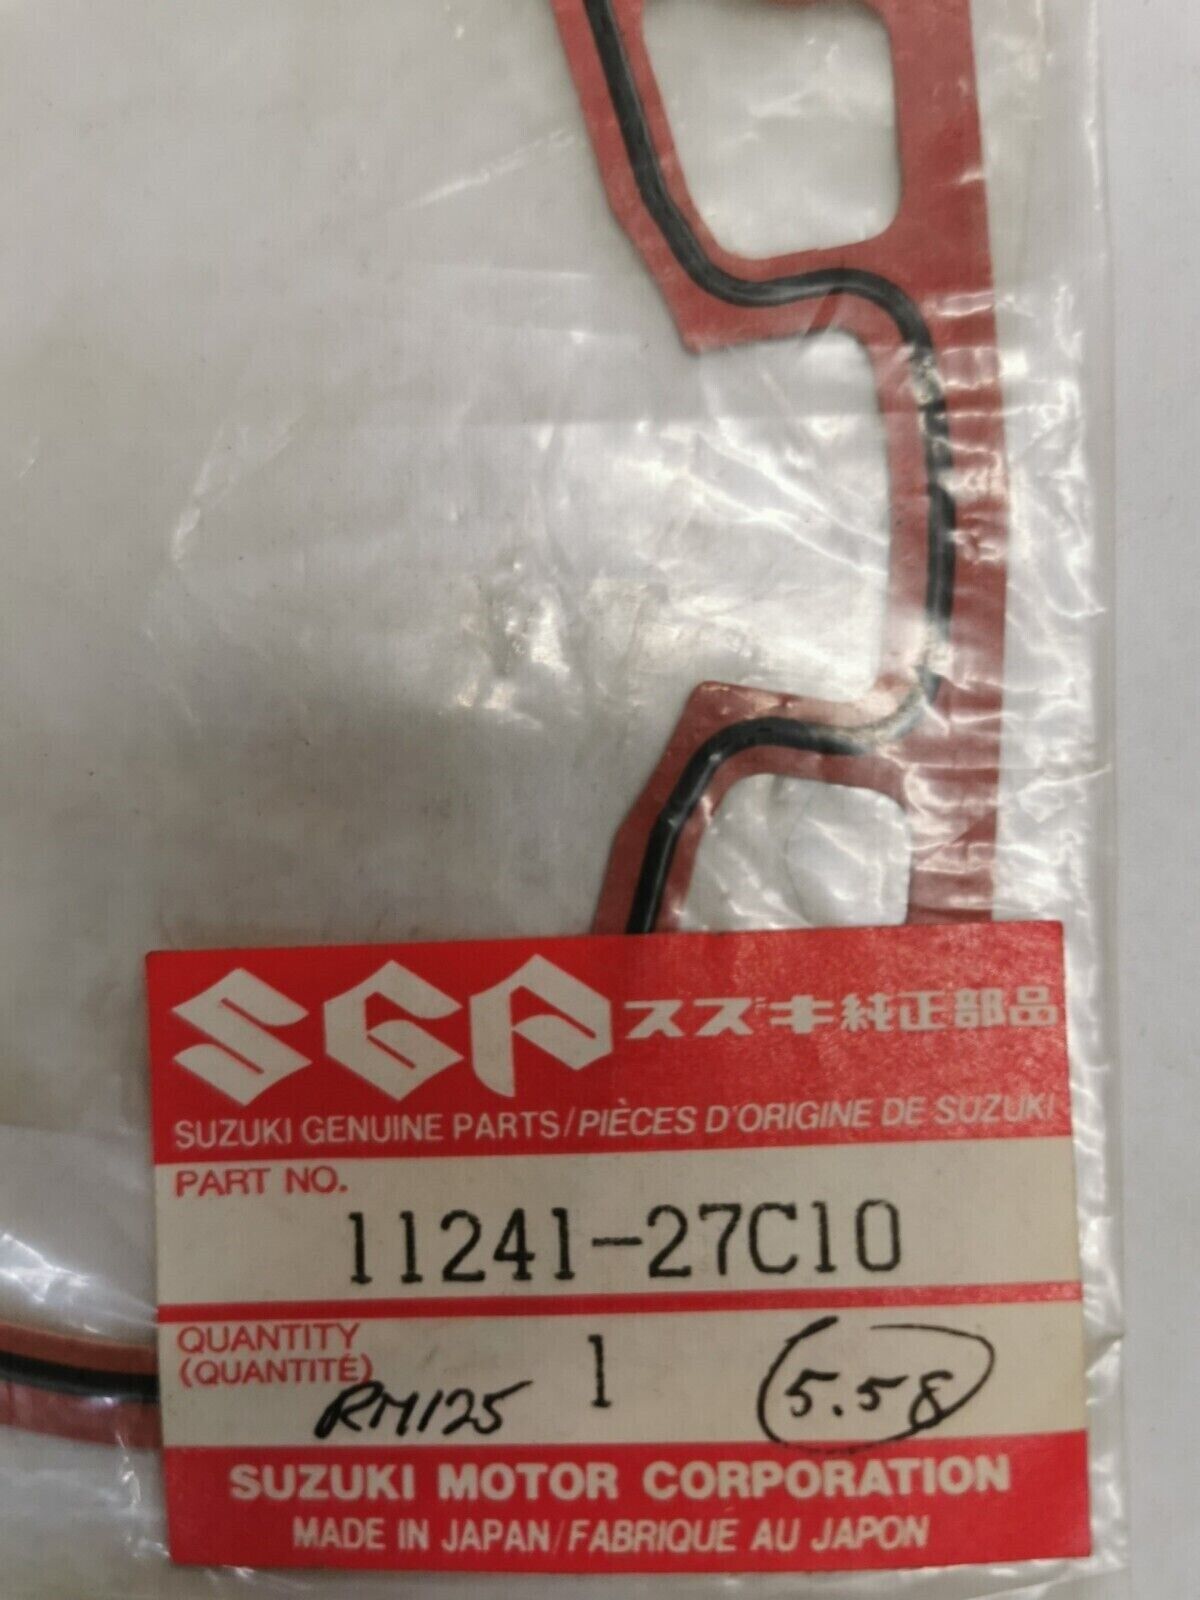 SGP スズキ純正部品
SUZUKI GENUINE PARTS/PIÈCES D'ORIGINE DE SUZUKI
PART NO.
11241-27C10
QUANTITY
(QUANTITÉ)
1
RM125
5.58
SUZUKI MOTOR CORPORATION
MADE IN JAPAN/FABRIQUE AU JAPON